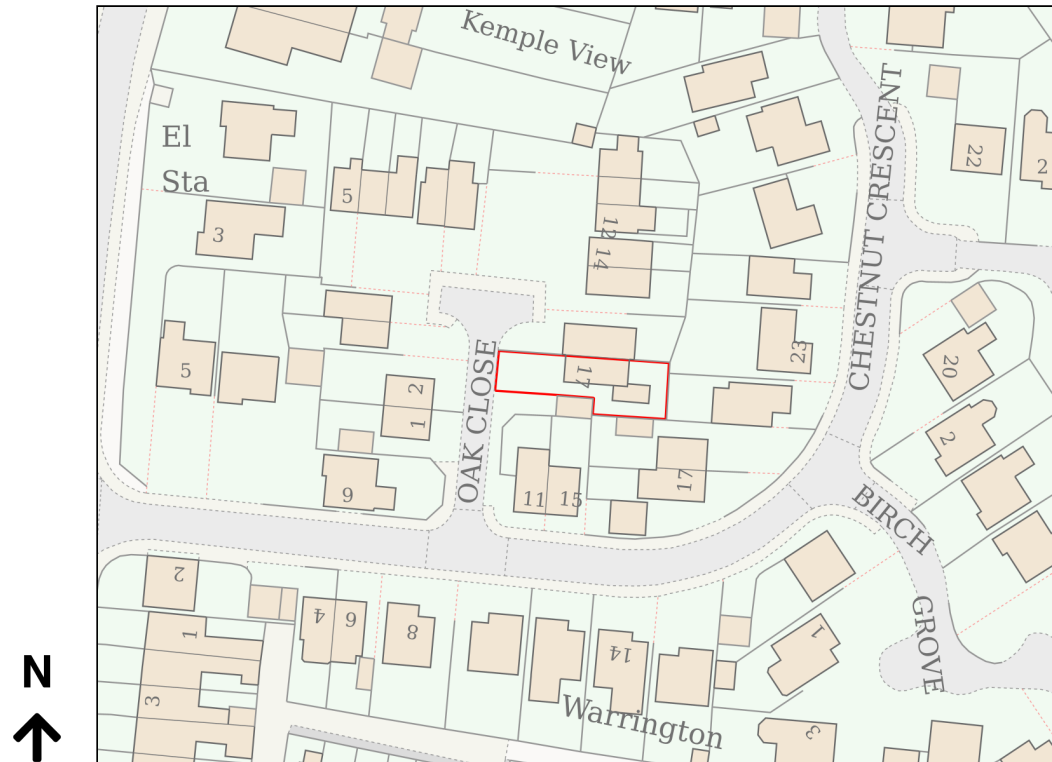 Kemple View
El
Sta
5
3
22
2
12
14
CHESTNUT CRESCENT
23
20
17
5
2
1
OAK CLOSE
9
11
15
17
2
BIRCH
GROVE
2
1
3
4
6
8
14
1
3
Warrington
N